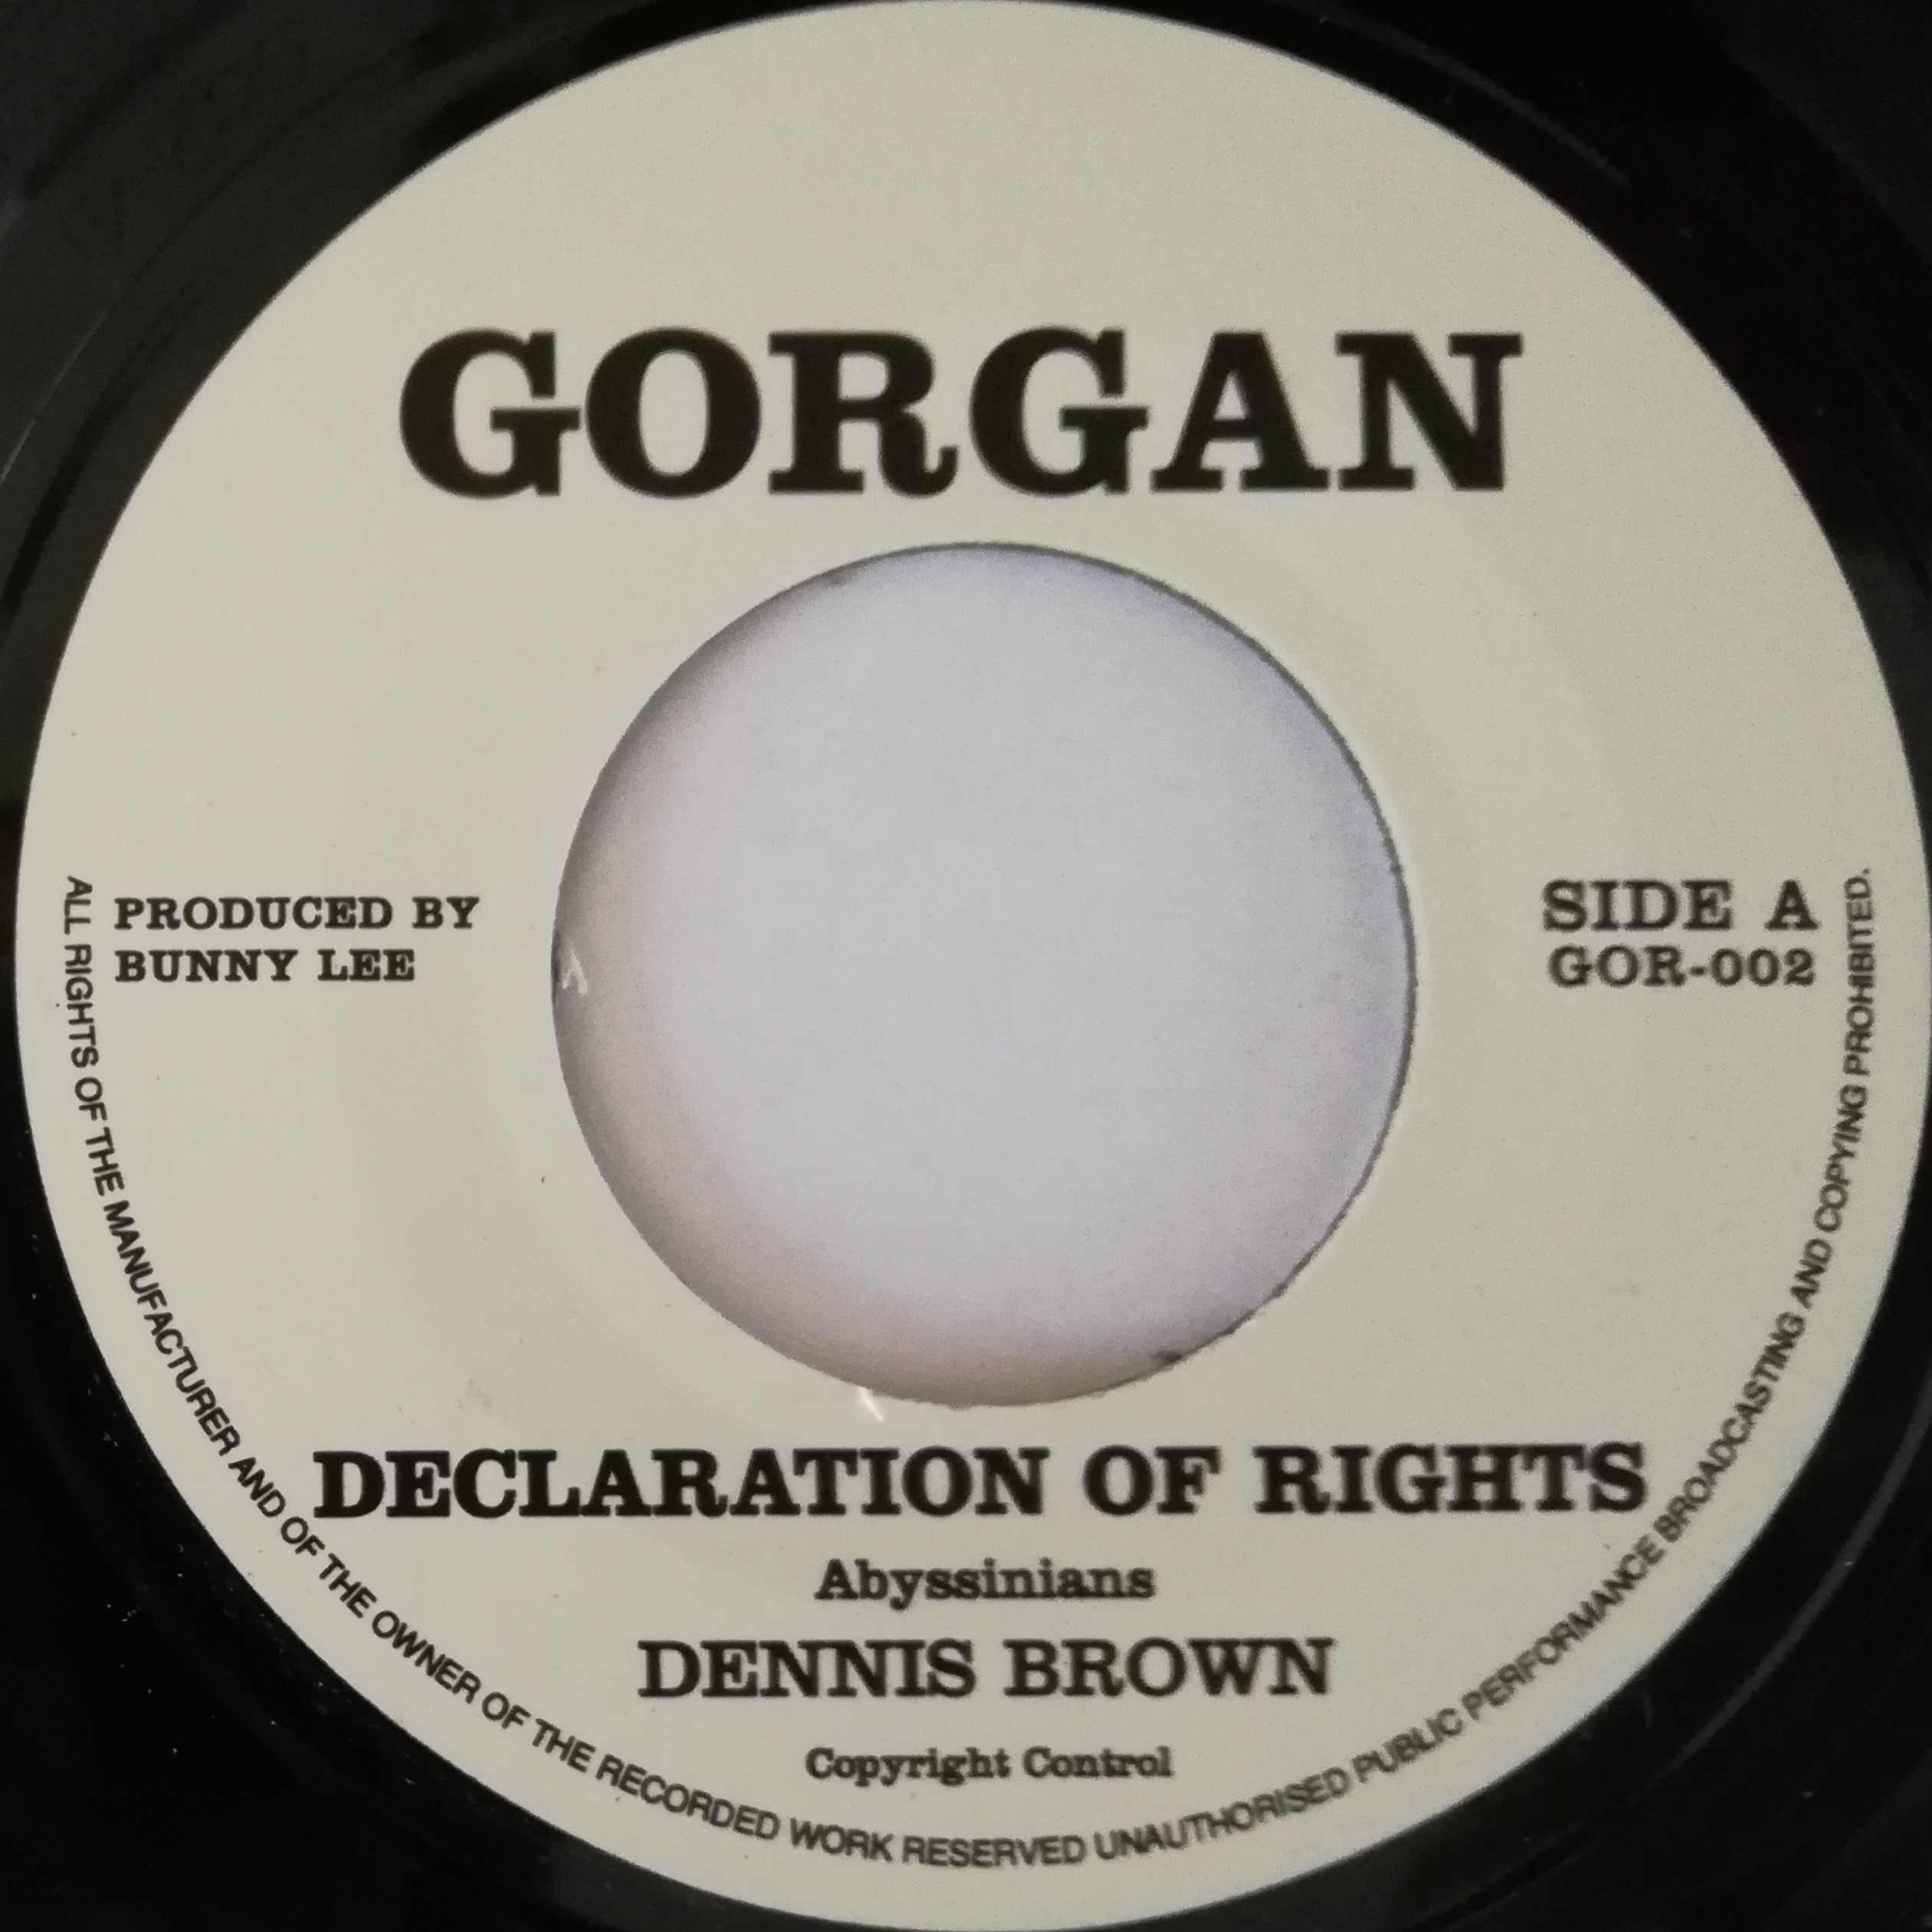 GORGAN
PRODUCED BY
BUNNY LEE
SIDE A
GOR-002
DECLARATION OF RIGHTS
Abyssinians
DENNIS BROWN
Copyright Control
ALL RIGHTS OF THE MANUFACTURER AND OF THE OWNER OF THE RECORDED WORK RESERVED UNAUTHORISED PUBLIC PERFORMANCE BROADCASTING AND COPYING PROHIBITED.